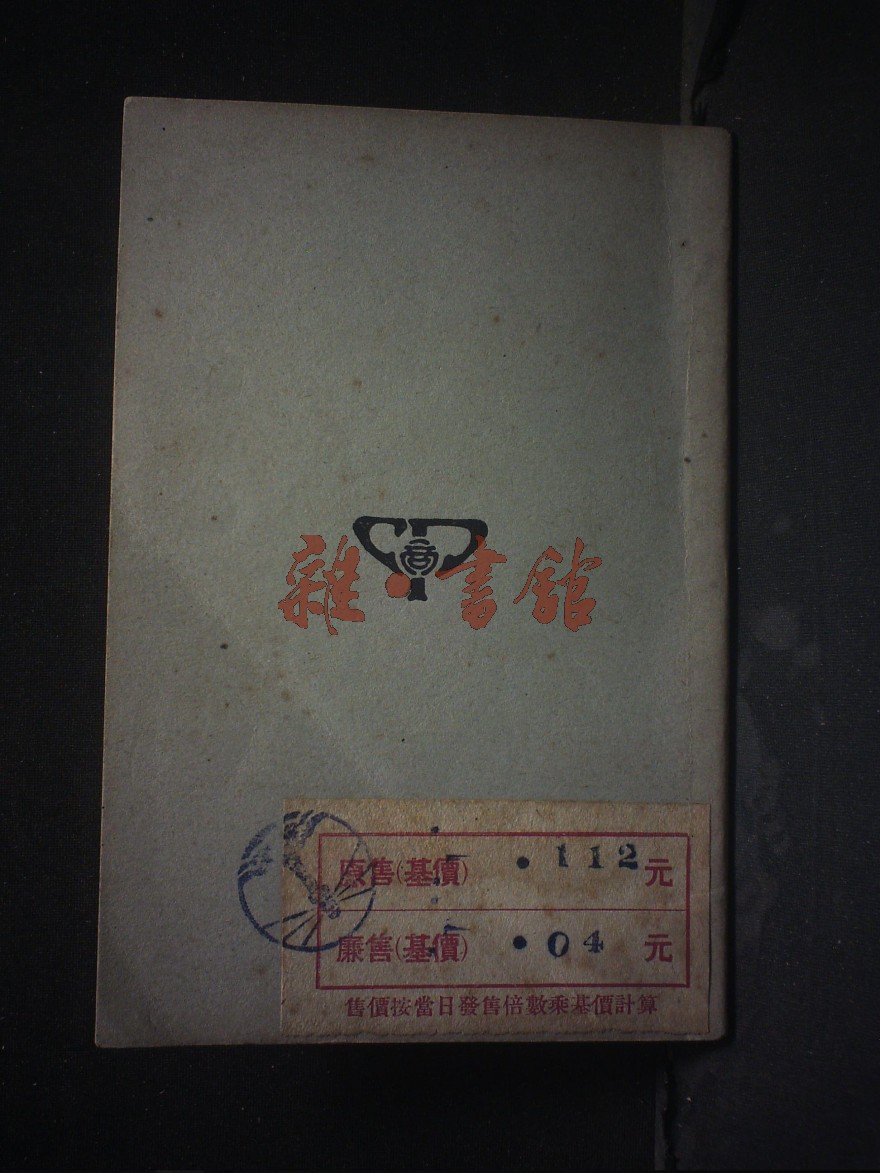 商
雜·書館
原售(基價) .112元
廉售(基價) .04元
售價按當日發售倍數乘基價計算